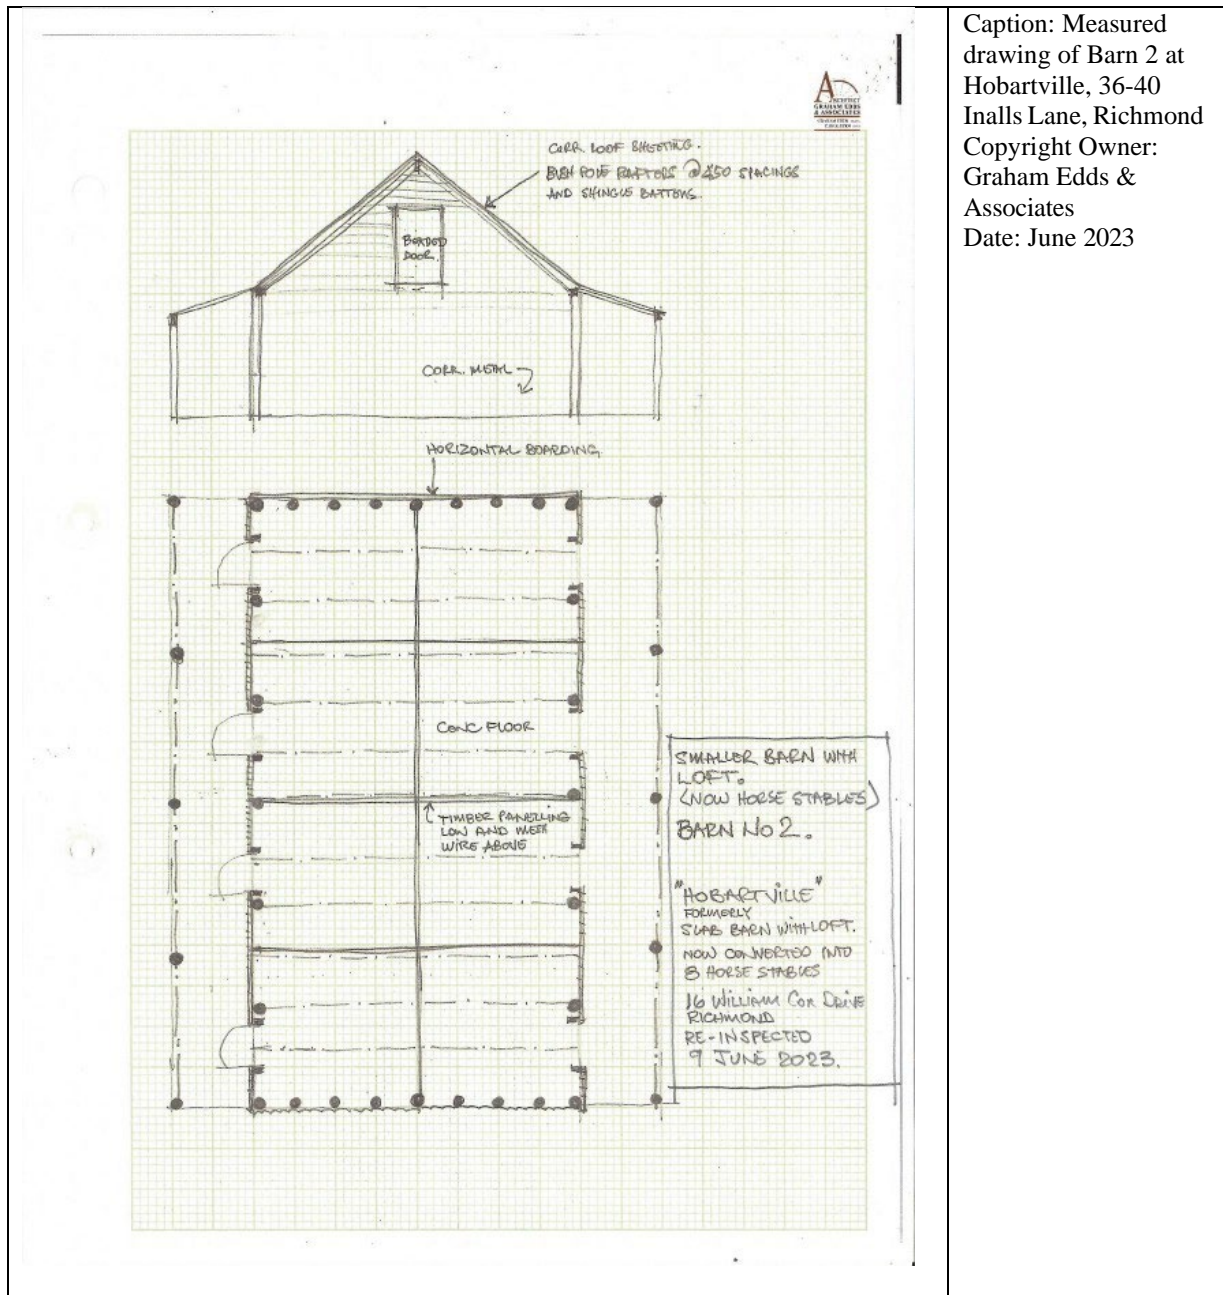 Caption: Measured
drawing of Barn 2 at
Hobartville, 36-40
Inalls Lane, Richmond
Copyright Owner:
Graham Edds &
Associates
Date: June 2023
ARCHITECT
GRAHAM EDDS
& ASSOCIATES
CORR. ROOF SHEETING.
BUSH POLE RAFTERS @450 SPACINGS
AND SHINGLE BATTENS.
BOARDED
DOOR.
CORR. METAL
HORIZONTAL BOARDING
CONC FLOOR
TIMBER PANELLING
LOW AND MESH
WIRE ABOVE
SMALLER BARN WITH
LOFT.
(NOW HORSE STABLES)
BARN No 2.
"HOBARTVILLE"
FORMERLY
SLAB BARN WITH LOFT.
NOW CONVERTED INTO
8 HORSE STABLES
16 WILLIAM COX DRIVE
RICHMOND
RE-INSPECTED
9 JUNE 2023.